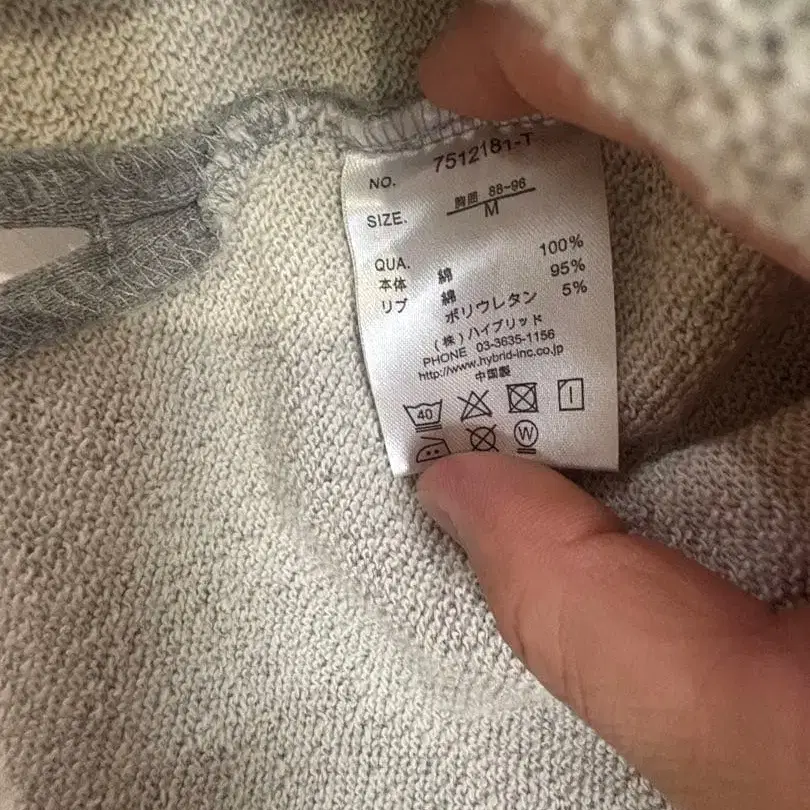 NO. 7512181-T
SIZE. 胸囲 88-96
M
QUA.
本体 綿 100%
リブ 綿 95%
ポリウレタン 5%
(株)ハイブリッド
PHONE 03-3635-1156
http://www.hybrid-inc.co.jp
中国製
40
W